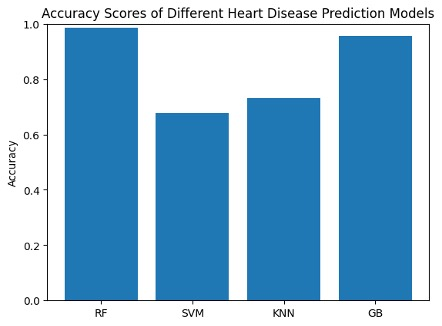 Accuracy Scores of Different Heart Disease Prediction Models
1.0
0.8
0.6
0.4
0.2
0.0
Accuracy
RF SVM KNN GB